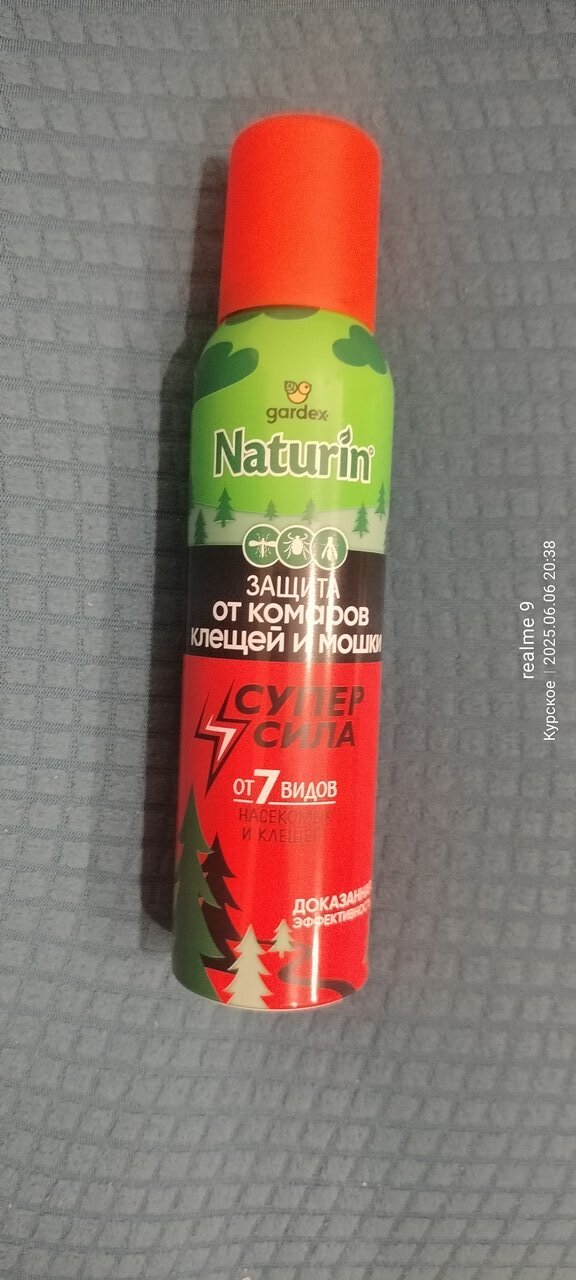 gardex
Naturin®
ЗАЩИТА
ОТ КОМАРОВ
КЛЕЩЕЙ И МОШКИ
СУПЕР
СИЛА
ОТ 7 ВИДОВ
НАСЕКОМЫХ
И КЛЕЩЕЙ
ДОКАЗАННАЯ
ЭФФЕКТИВНОСТЬ
realme 9
Курское | 2025.06.06 20:38